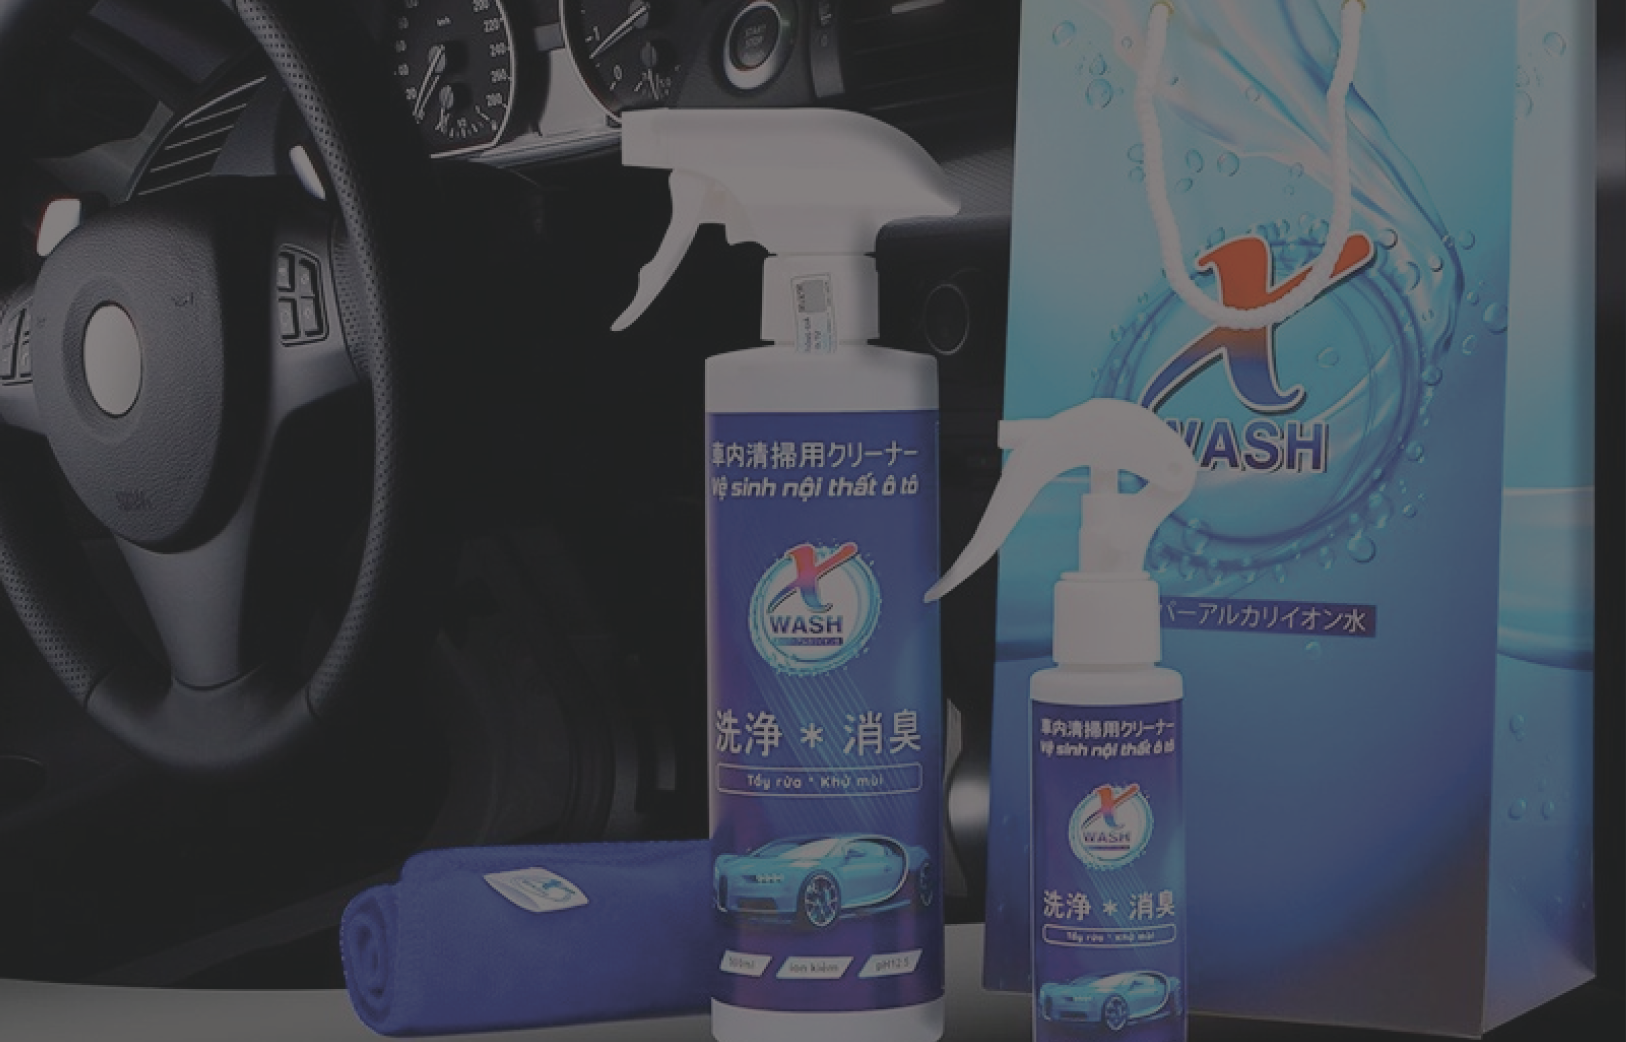 START
STOP
車内清掃用クリーナー
Vệ sinh nội thất ô tô
X
WASH
洗浄 * 消臭
Tẩy rửa * Khử mùi
500ml
ion kiềm
pH12.5
X
WASH
パーアルカリイオン水
車内清掃用クリーナー
Vệ sinh nội thất ô tô
X
WASH
洗浄 * 消臭
Tẩy rửa * Khử mùi